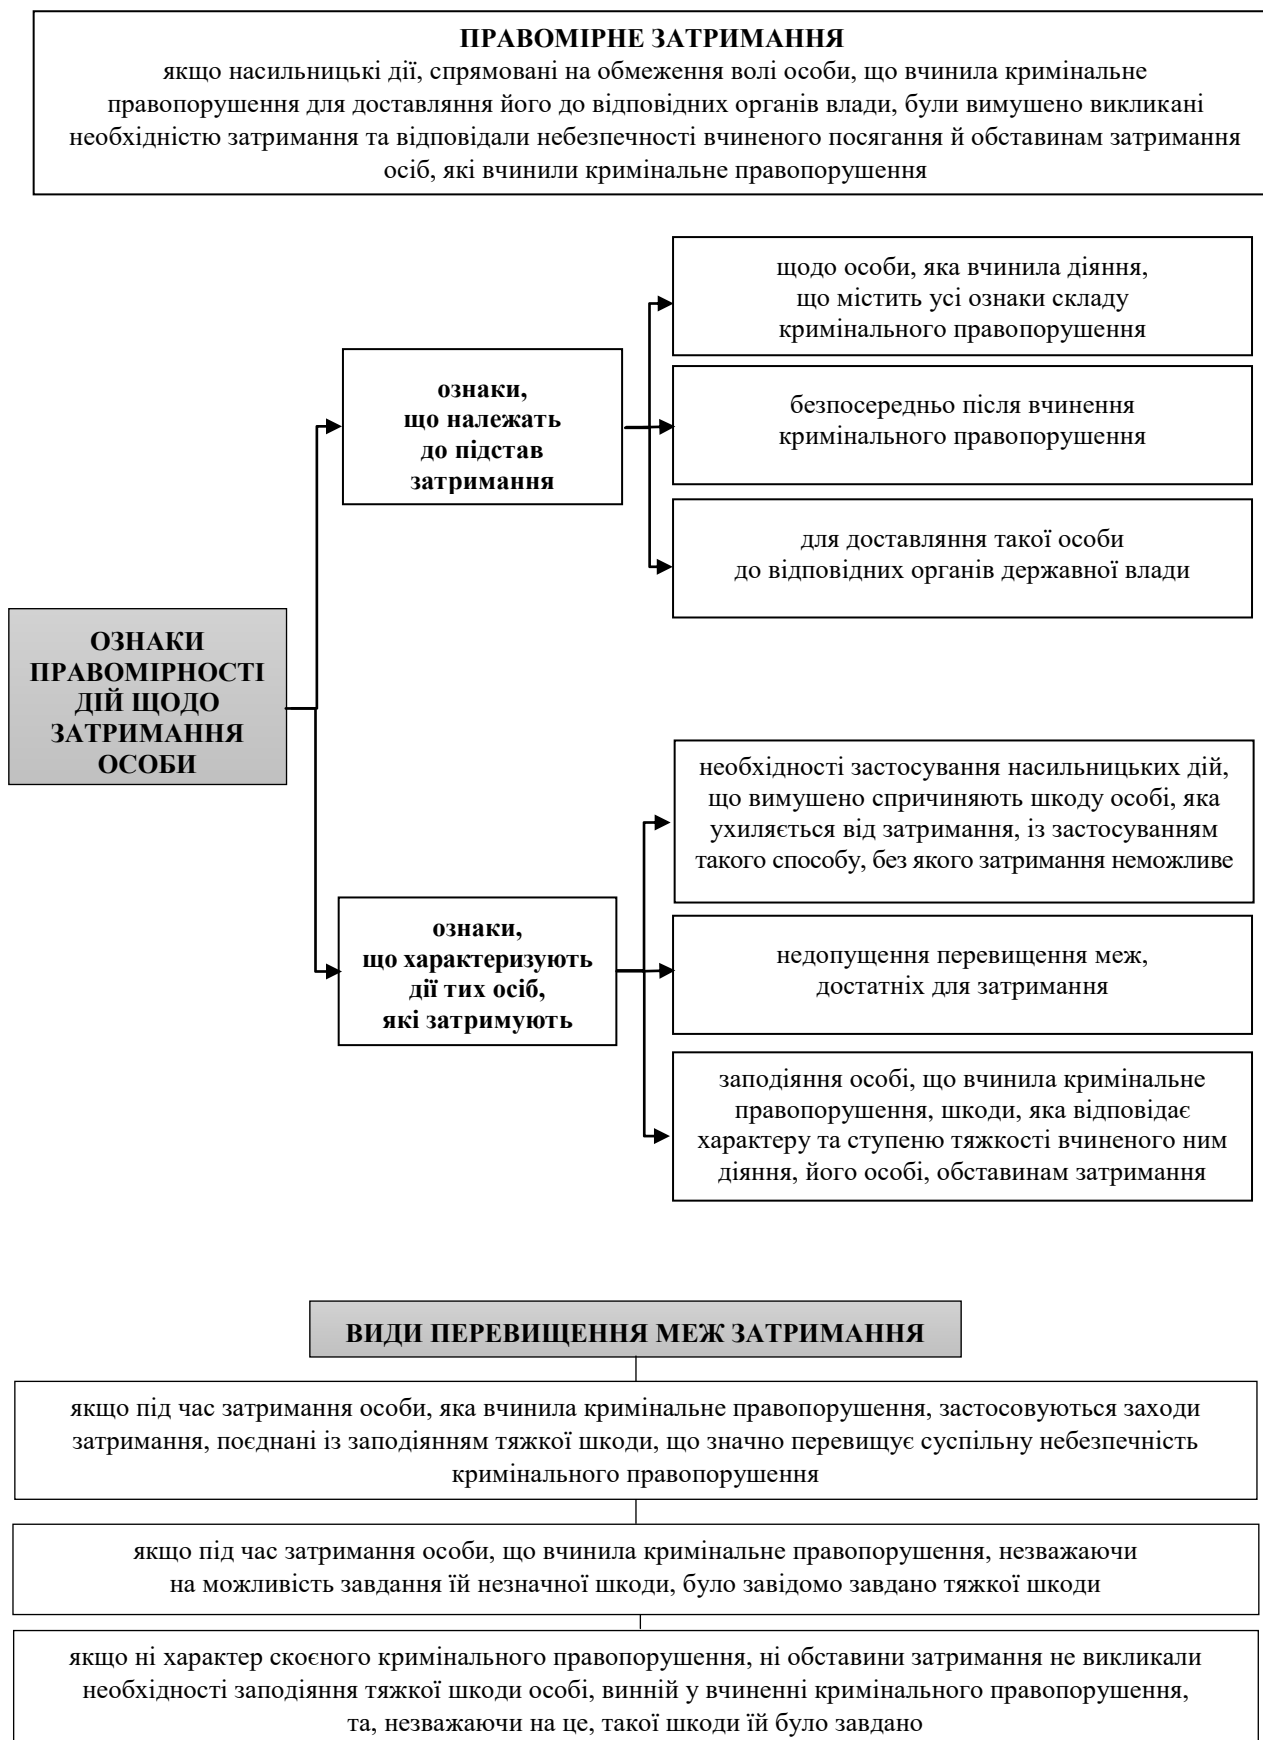 ПРАВОМІРНЕ ЗАТРИМАННЯ
якщо насильницькі дії, спрямовані на обмеження волі особи, що вчинила кримінальне
правопорушення для доставляння його до відповідних органів влади, були вимушено викликані
необхідністю затримання та відповідали небезпечності вчиненого посягання й обставинам затримання
осіб, які вчинили кримінальне правопорушення
щодо особи, яка вчинила діяння,
що містить усі ознаки складу
кримінального правопорушення
ознаки,
що належать
до підстав
затримання
безпосередньо після вчинення
кримінального правопорушення
для доставляння такої особи
до відповідних органів державної влади
ОЗНАКИ
ПРАВОМІРНОСТІ
ДІЙ ЩОДО
ЗАТРИМАННЯ
ОСОБИ
необхідності застосування насильницьких дій,
що вимушено спричиняють шкоду особі, яка
ухиляється від затримання, із застосуванням
такого способу, без якого затримання неможливе
ознаки,
що характеризують
дії тих осіб,
які затримують
недопущення перевищення меж,
достатніх для затримання
заподіяння особі, що вчинила кримінальне
правопорушення, шкоди, яка відповідає
характеру та ступеню тяжкості вчиненого ним
діяння, його особі, обставинам затримання
ВИДИ ПЕРЕВИЩЕННЯ МЕЖ ЗАТРИМАННЯ
якщо під час затримання особи, яка вчинила кримінальне правопорушення, застосовуються заходи
затримання, поєднані із заподіянням тяжкої шкоди, що значно перевищує суспільну небезпечність
кримінального правопорушення
якщо під час затримання особи, що вчинила кримінальне правопорушення, незважаючи
на можливість завдання їй незначної шкоди, було завідомо завдано тяжкої шкоди
якщо ні характер скоєного кримінального правопорушення, ні обставини затримання не викликали
необхідності заподіяння тяжкої шкоди особі, винній у вчиненні кримінального правопорушення,
та, незважаючи на це, такої шкоди їй було завдано